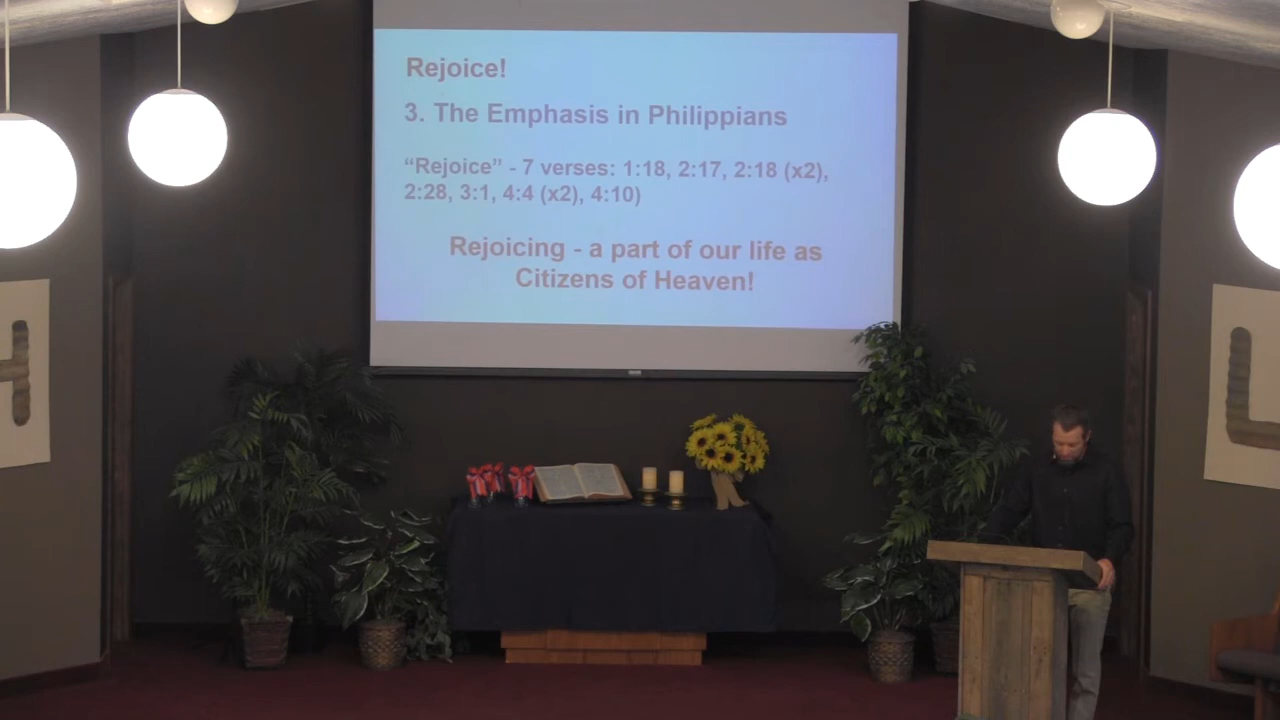 Rejoice!
3. The Emphasis in Philippians
“Rejoice” - 7 verses: 1:18, 2:17, 2:18 (x2),
2:28, 3:1, 4:4 (x2), 4:10)
Rejoicing - a part of our life as
Citizens of Heaven!
H
L